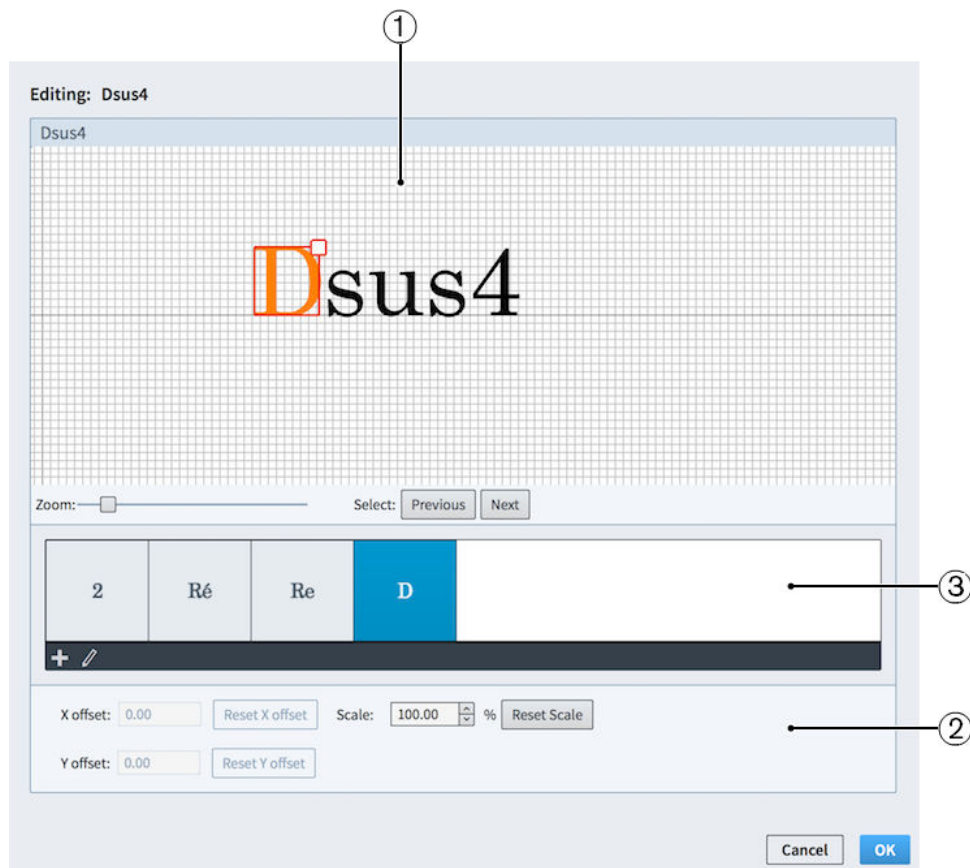 ①
Editing: Dsus4
Dsus4
Dsus4
Zoom: Select: Previous Next
2 Ré Re D
③
X offset: 0.00 Reset X offset Scale: 100.00 % Reset Scale
②
Y offset: 0.00 Reset Y offset
Cancel OK